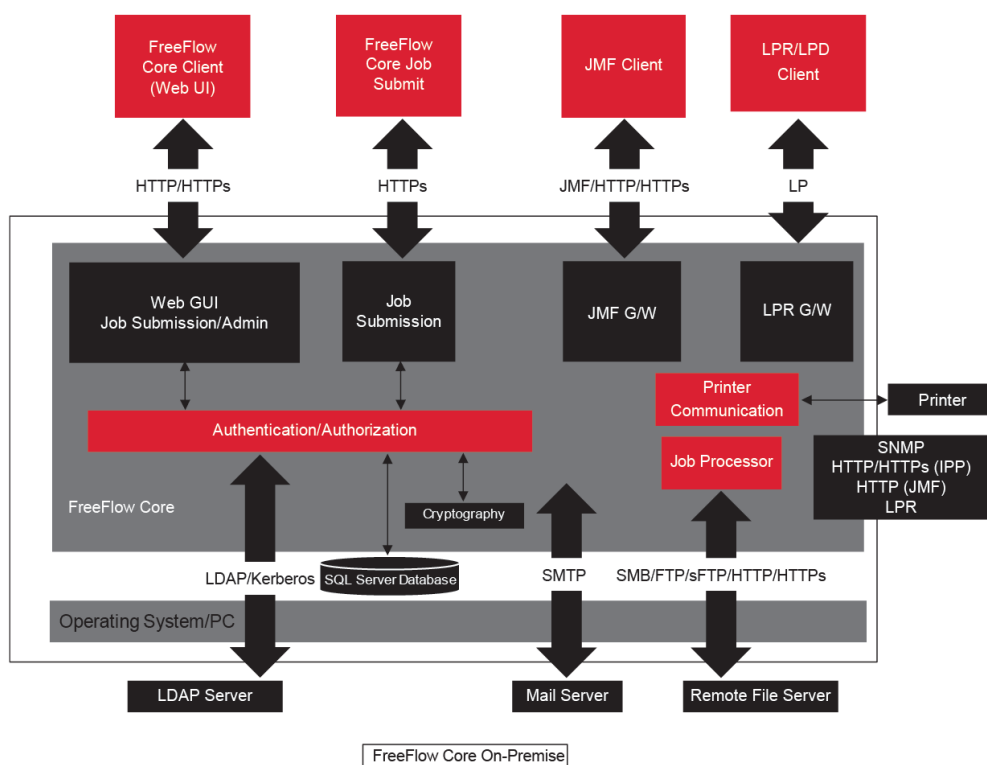 FreeFlow
Core Client
(Web UI)
FreeFlow
Core Job
Submit
JMF Client
LPR/LPD
Client
HTTP/HTTPs
HTTPs
JMF/HTTP/HTTPs
LP
Web GUI
Job Submission/Admin
Job
Submission
JMF G/W
LPR G/W
Printer
Communication
Printer
Authentication/Authorization
Job Processor
SNMP
HTTP/HTTPs (IPP)
HTTP (JMF)
LPR
FreeFlow Core
Cryptography
LDAP/Kerberos
SQL Server Database
SMTP
SMB/FTP/sFTP/HTTP/HTTPs
Operating System/PC
LDAP Server
Mail Server
Remote File Server
FreeFlow Core On-Premise